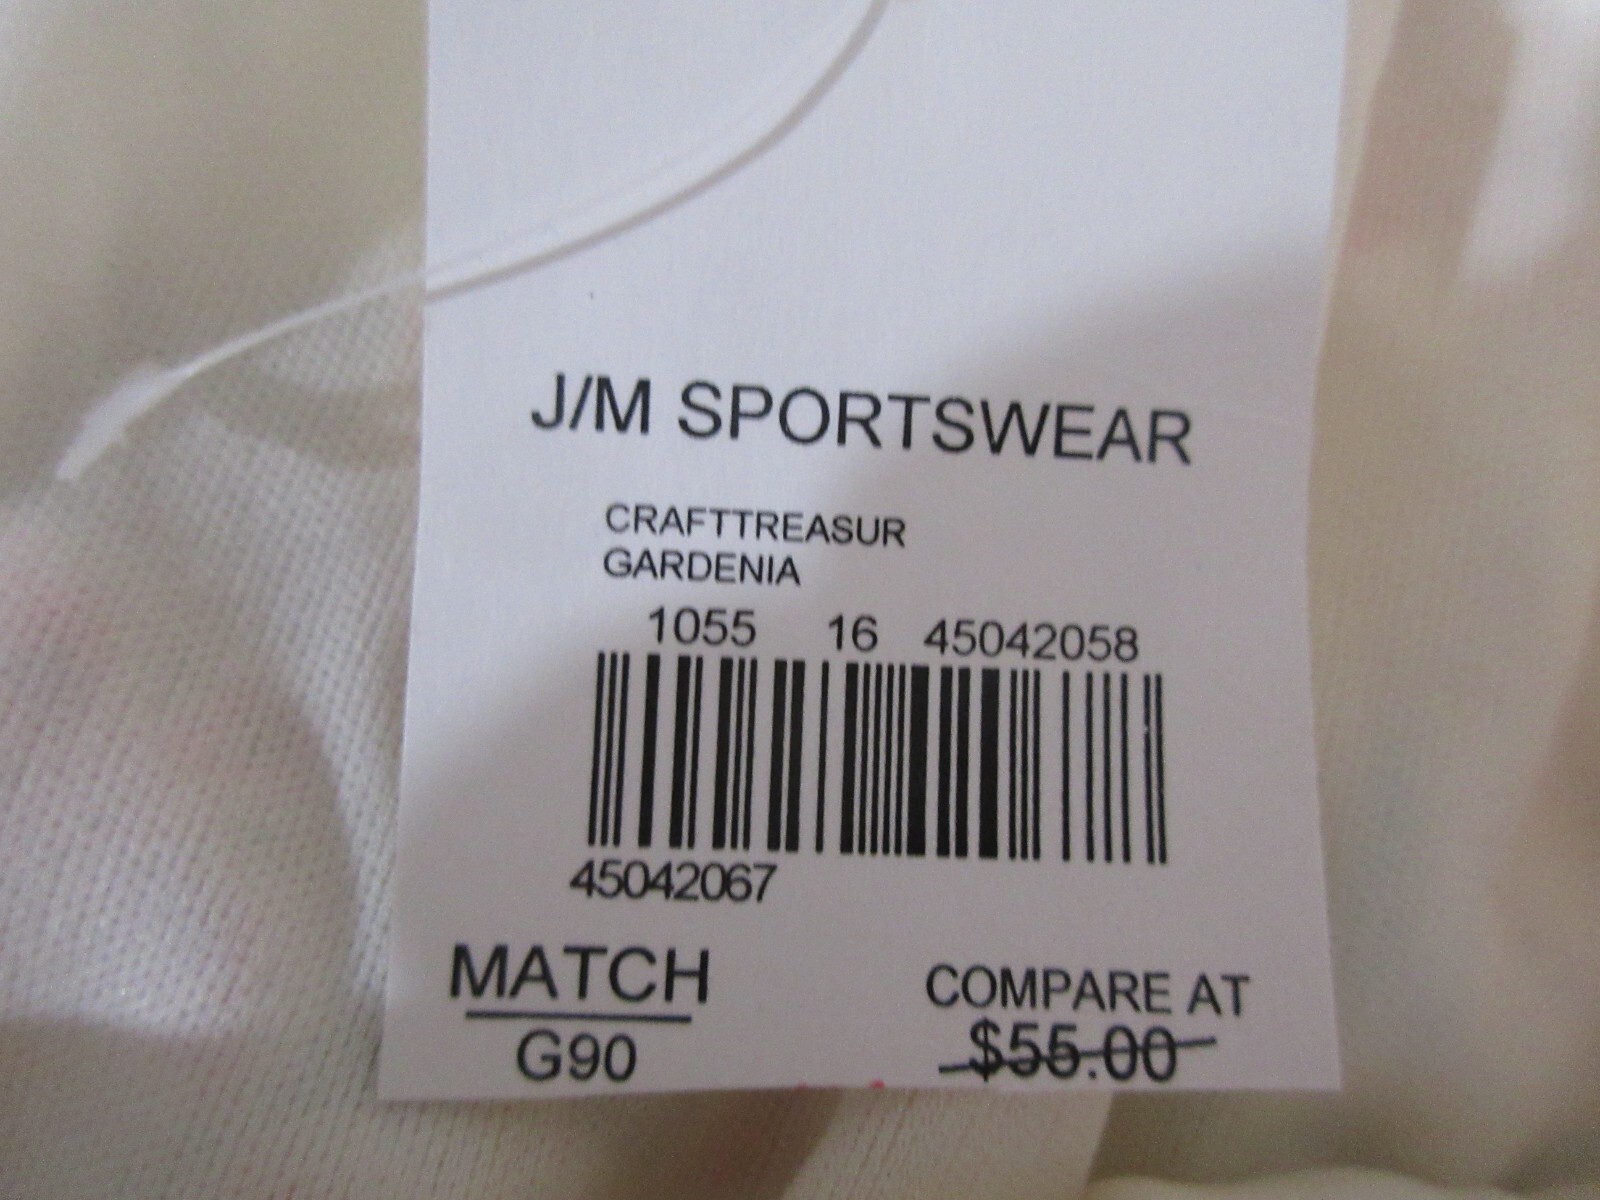 J/M SPORTSWEAR
CRAFTTREASUR
GARDENIA
1055 16 45042058
45042067
MATCH
G90
COMPARE AT
$55.00